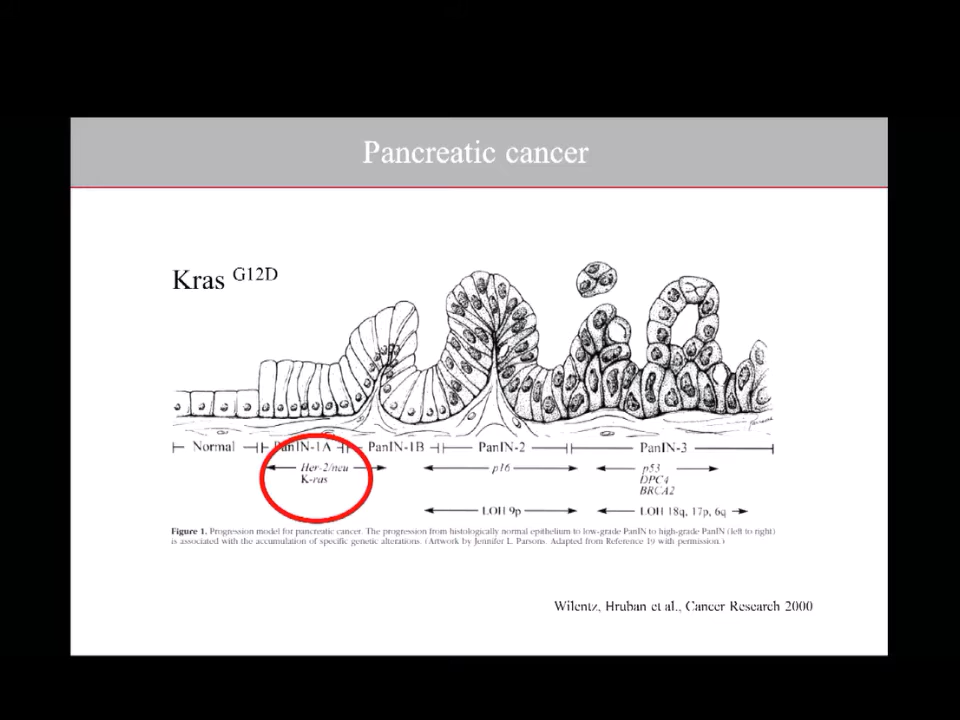 Pancreatic cancer
Kras G12D
Normal PanIN-1A PanIN-1B PanIN-2 PanIN-3
Her-2/neu p16 p53
K-ras DPC4
BRCA2
LOH 9p LOH 18q, 17p, 6q
Figure 1. Progression model for pancreatic cancer. The progression from histologically normal epithelium to low-grade PanIN to high-grade PanIN (left to right)
is associated with the accumulation of specific genetic alterations. (Artwork by Jennifer L. Parsons. Adapted from Reference 19 with permission.)
Wilentz, Hruban et al., Cancer Research 2000